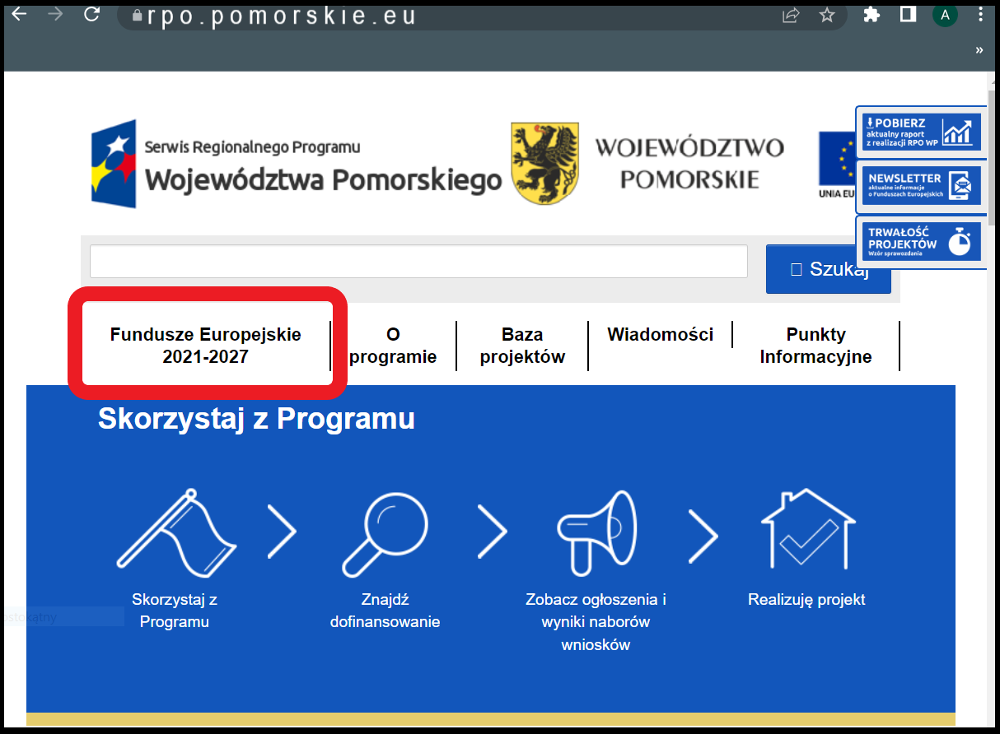 rpo.pomorskie.eu
A
»
Serwis Regionalnego Programu
Województwa Pomorskiego
WOJEWÓDZTWO
POMORSKIE
UNIA EU
POBIERZ
aktualny raport
z realizacji RPO WP
NEWSLETTER
aktualne informacje
o Funduszach Europejskich
TRWAŁOŚĆ
PROJEKTÓW
Wzór sprawozdania
Szukaj
Fundusze Europejskie
2021-2027
O
programie
Baza
projektów
Wiadomości
Punkty
Informacyjne
Skorzystaj z Programu
Skorzystaj z
Programu
Znajdź
dofinansowanie
Zobacz ogłoszenia i
wyniki naborów
wniosków
Realizuję projekt